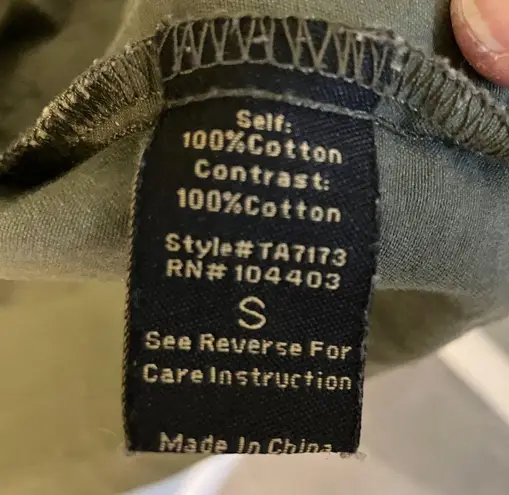 Self:
100%Cotton
Contrast:
100%Cotton
Style#TA7173
RN#104403
S
See Reverse For
Care Instruction
Made In China